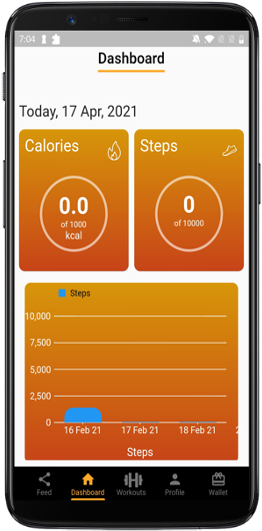 7:04
Dashboard
Today, 17 Apr, 2021
Calories
Steps
0.0
of 1000
kcal
0
of 10000
Steps
10,000
7,500
5,000
2,500
0
16 Feb 21
17 Feb 21
18 Feb 21
Steps
Feed
Dashboard
Workouts
Profile
Wallet